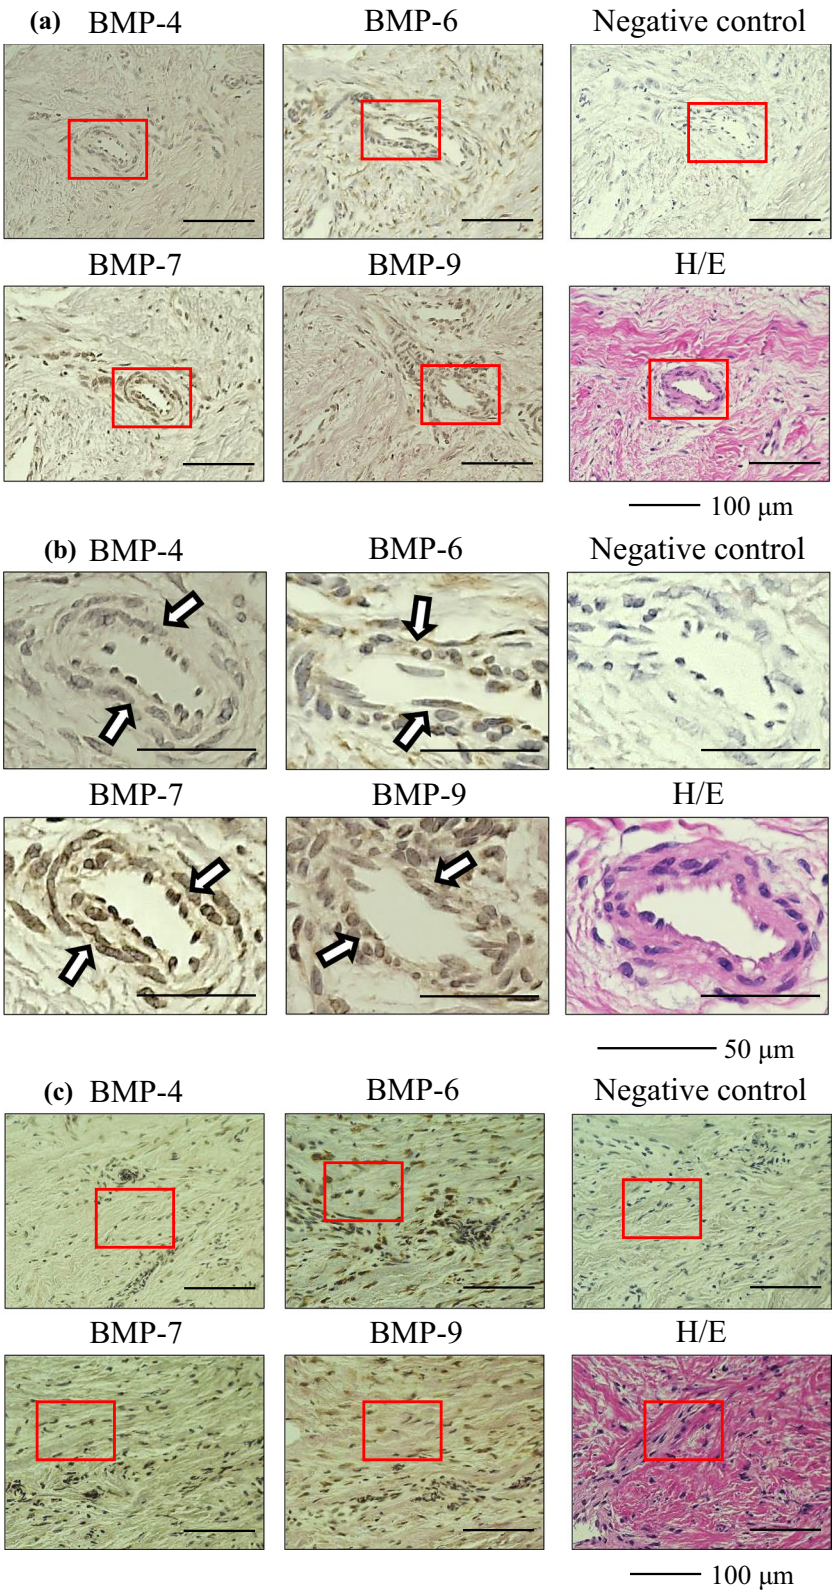 (a) BMP-4 BMP-6 Negative control
BMP-7 BMP-9 H/E
100 μm
(b) BMP-4 BMP-6 Negative control
BMP-7 BMP-9 H/E
50 μm
(c) BMP-4 BMP-6 Negative control
BMP-7 BMP-9 H/E
100 μm